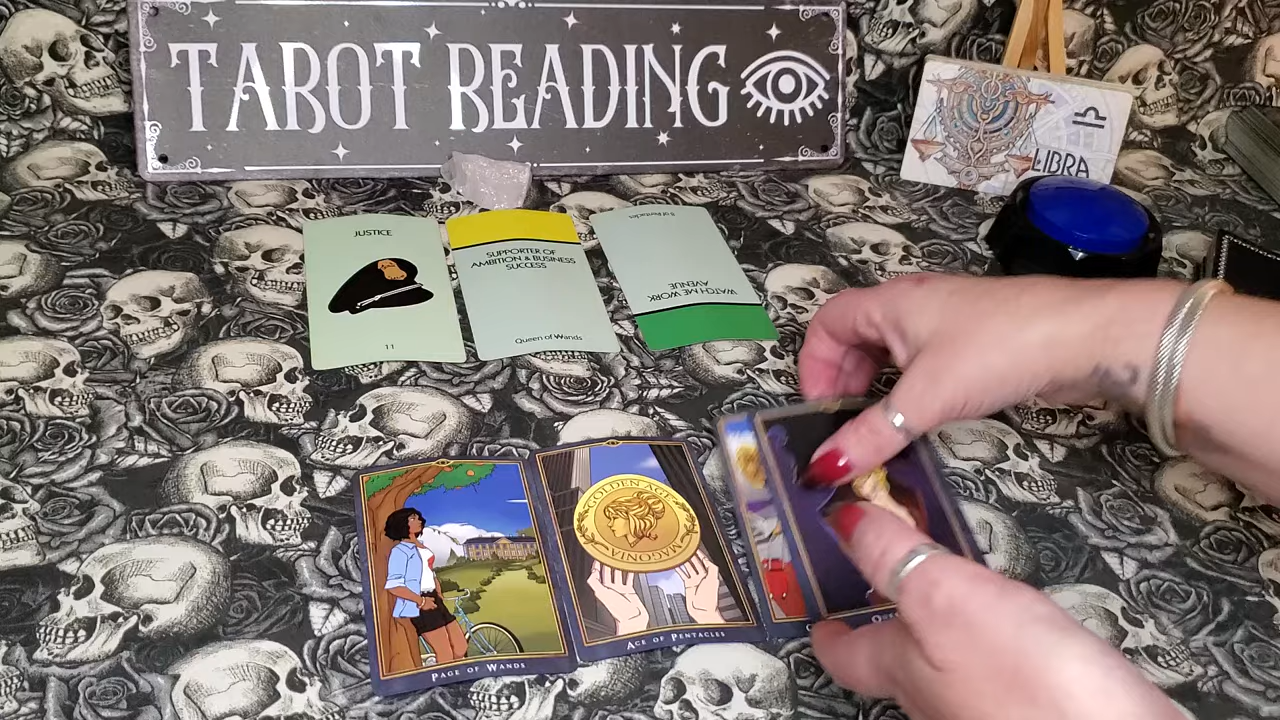 TAROT READING
LIBRA
JUSTICE
11
SUPPORTER OF
AMBITION & BUSINESS
SUCCESS
Queen of Wands
WATCH ME WORK
AVENUE
GOLDEN AGE
MAGONIA
PAGE OF WANDS
ACE OF PENTACLES